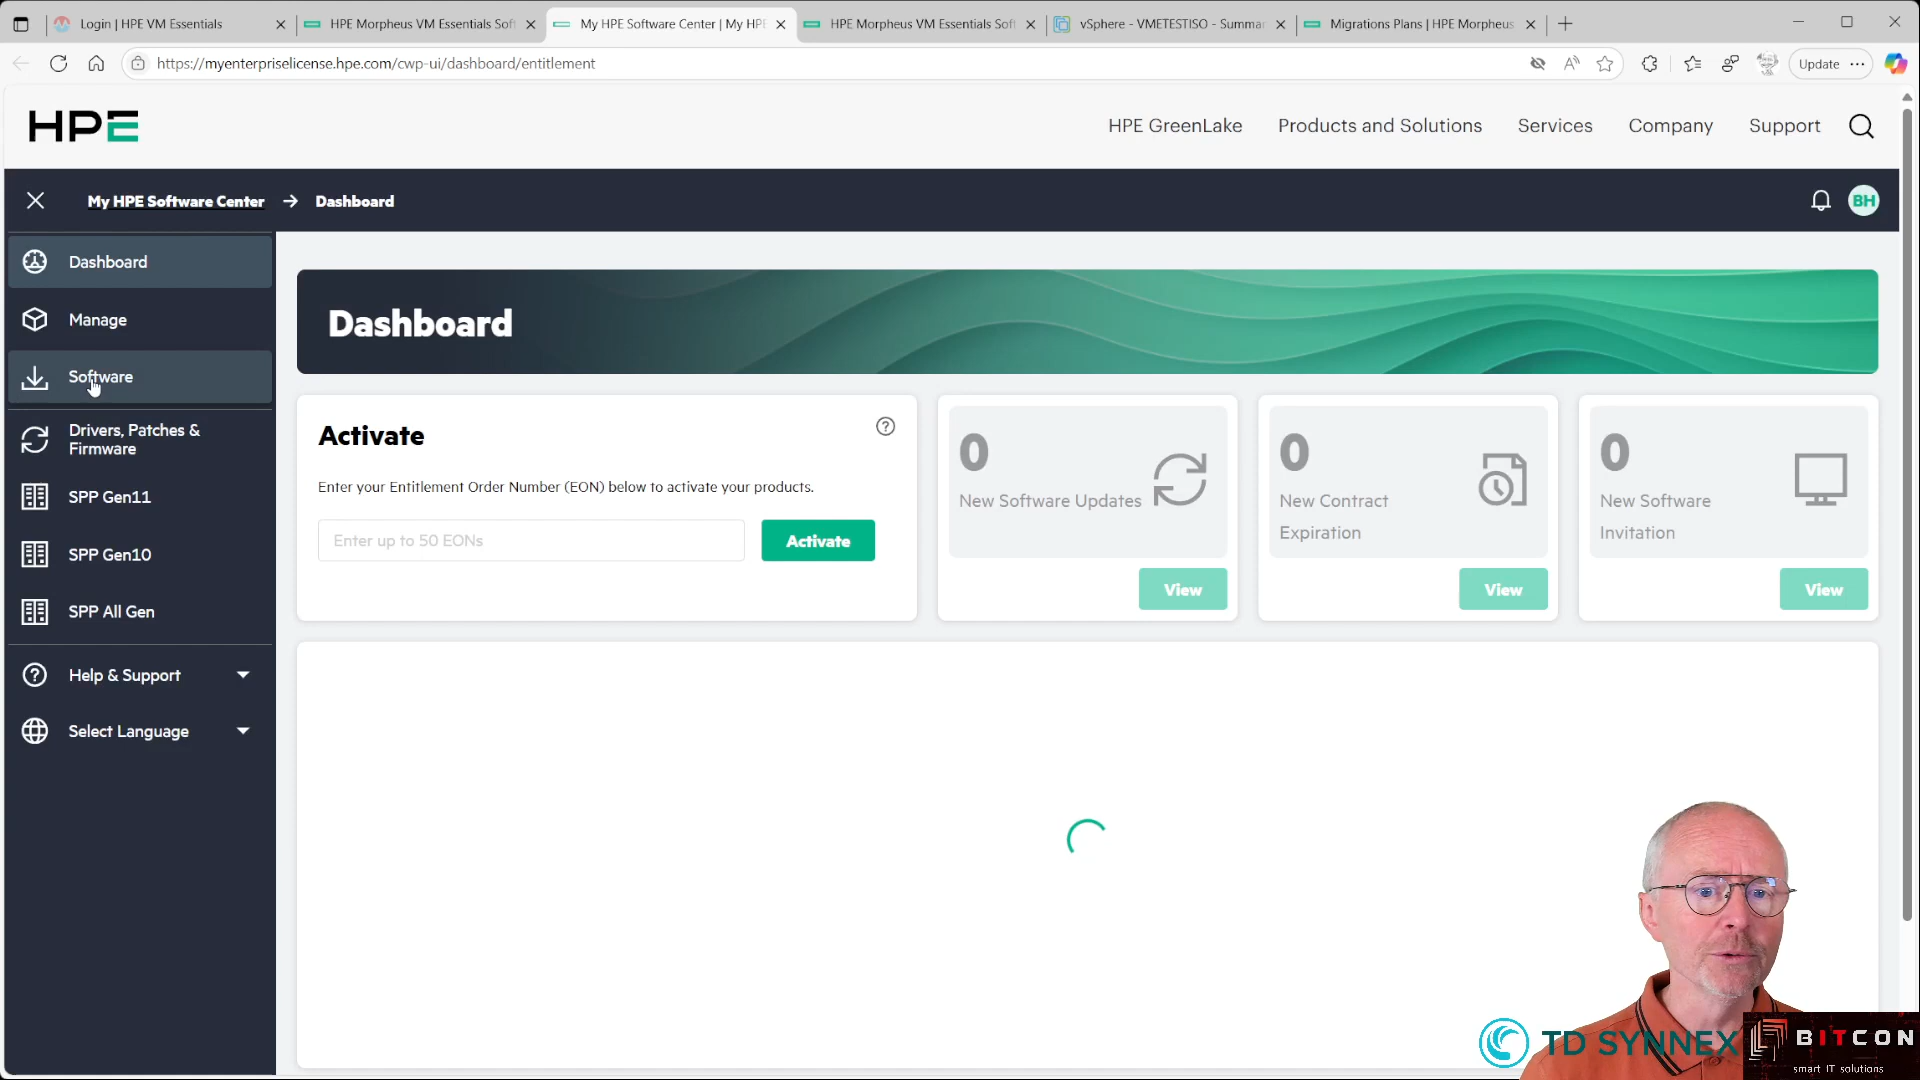 Login | HPE VM Essentials
HPE Morpheus VM Essentials Soft
My HPE Software Center | My HPE
HPE Morpheus VM Essentials Soft
vSphere - VMETESTISO - Summar
Migrations Plans | HPE Morpheus
https://myenterpriselicense.hpe.com/cwp-ui/dashboard/entitlement
Update
HPE
HPE GreenLake
Products and Solutions
Services
Company
Support
My HPE Software Center → Dashboard
BH
Dashboard
Manage
Software
Drivers, Patches &
Firmware
SPP Gen11
SPP Gen10
SPP All Gen
Help & Support
Select Language
Dashboard
Activate
Enter your Entitlement Order Number (EON) below to activate your products.
Enter up to 50 EONs
Activate
0
New Software Updates
View
0
New Contract
Expiration
View
0
New Software
Invitation
View
TD SYNNEX
BITCON
smart IT solutions